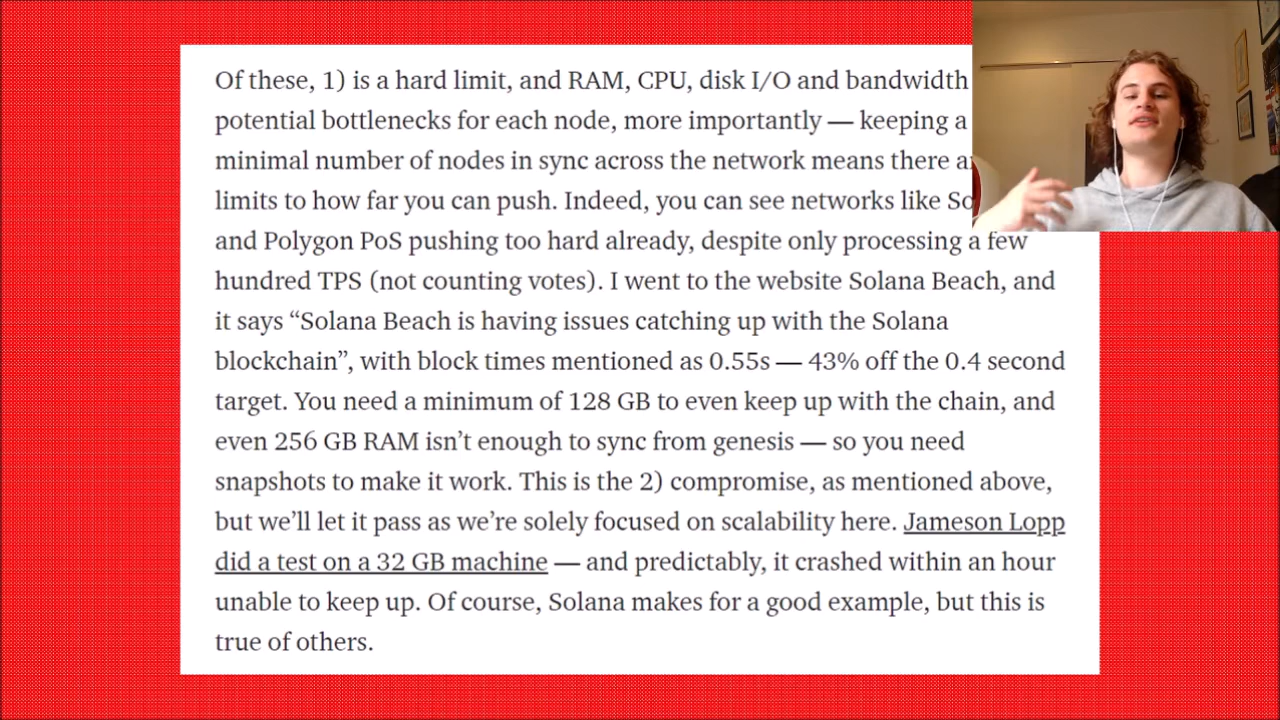 Of these, 1) is a hard limit, and RAM, CPU, disk I/O and bandwidth
potential bottlenecks for each node, more importantly — keeping a
minimal number of nodes in sync across the network means there
limits to how far you can push. Indeed, you can see networks like
and Polygon PoS pushing too hard already, despite only processing a few
hundred TPS (not counting votes). I went to the website Solana Beach, and
it says “Solana Beach is having issues catching up with the Solana
blockchain”, with block times mentioned as 0.55s — 43% off the 0.4 second
target. You need a minimum of 128 GB to even keep up with the chain, and
even 256 GB RAM isn’t enough to sync from genesis — so you need
snapshots to make it work. This is the 2) compromise, as mentioned above,
but we’ll let it pass as we’re solely focused on scalability here. Jameson Lopp
did a test on a 32 GB machine — and predictably, it crashed within an hour
unable to keep up. Of course, Solana makes for a good example, but this is
true of others.